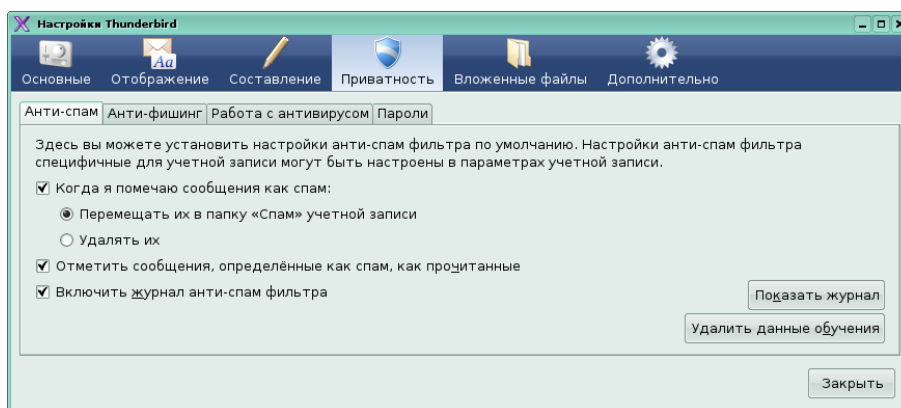 Настройки Thunderbird
Aa
Основные Отображение Составление Приватность Вложенные файлы Дополнительно
Анти-спам Анти-фишинг Работа с антивирусом Пароли
Здесь вы можете установить настройки анти-спам фильтра по умолчанию. Настройки анти-спам фильтра
специфичные для учетной записи могут быть настроены в параметрах учетной записи.
Когда я помечаю сообщения как спам:
Перемещать их в папку «Спам» учетной записи
Удалять их
Отметить сообщения, определённые как спам, как прочитанные
Включить журнал анти-спам фильтра
Показать журнал
Удалить данные обучения
Закрыть